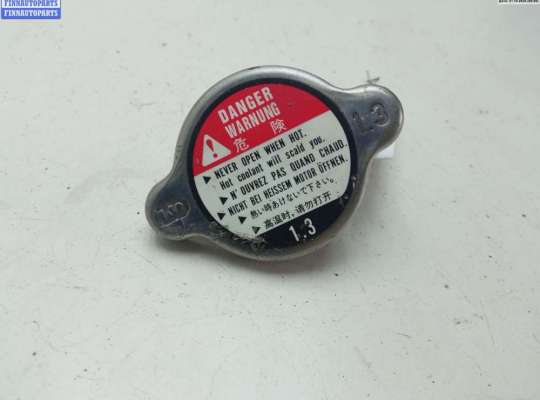 FINNAUTOPARTS
FINNAUTOPARTS
FINNAUTOPARTS
DANGER
WARNUNG
危険
NEVER OPEN WHEN HOT.
Hot coolant will scald you.
N'OUVREZ PAS QUAND CHAUD.
NICHT BEI HEISSEM MOTOR ÖFFNEN.
熱い時あけないで下さい。
高温时,请勿打开
1.3
1.3